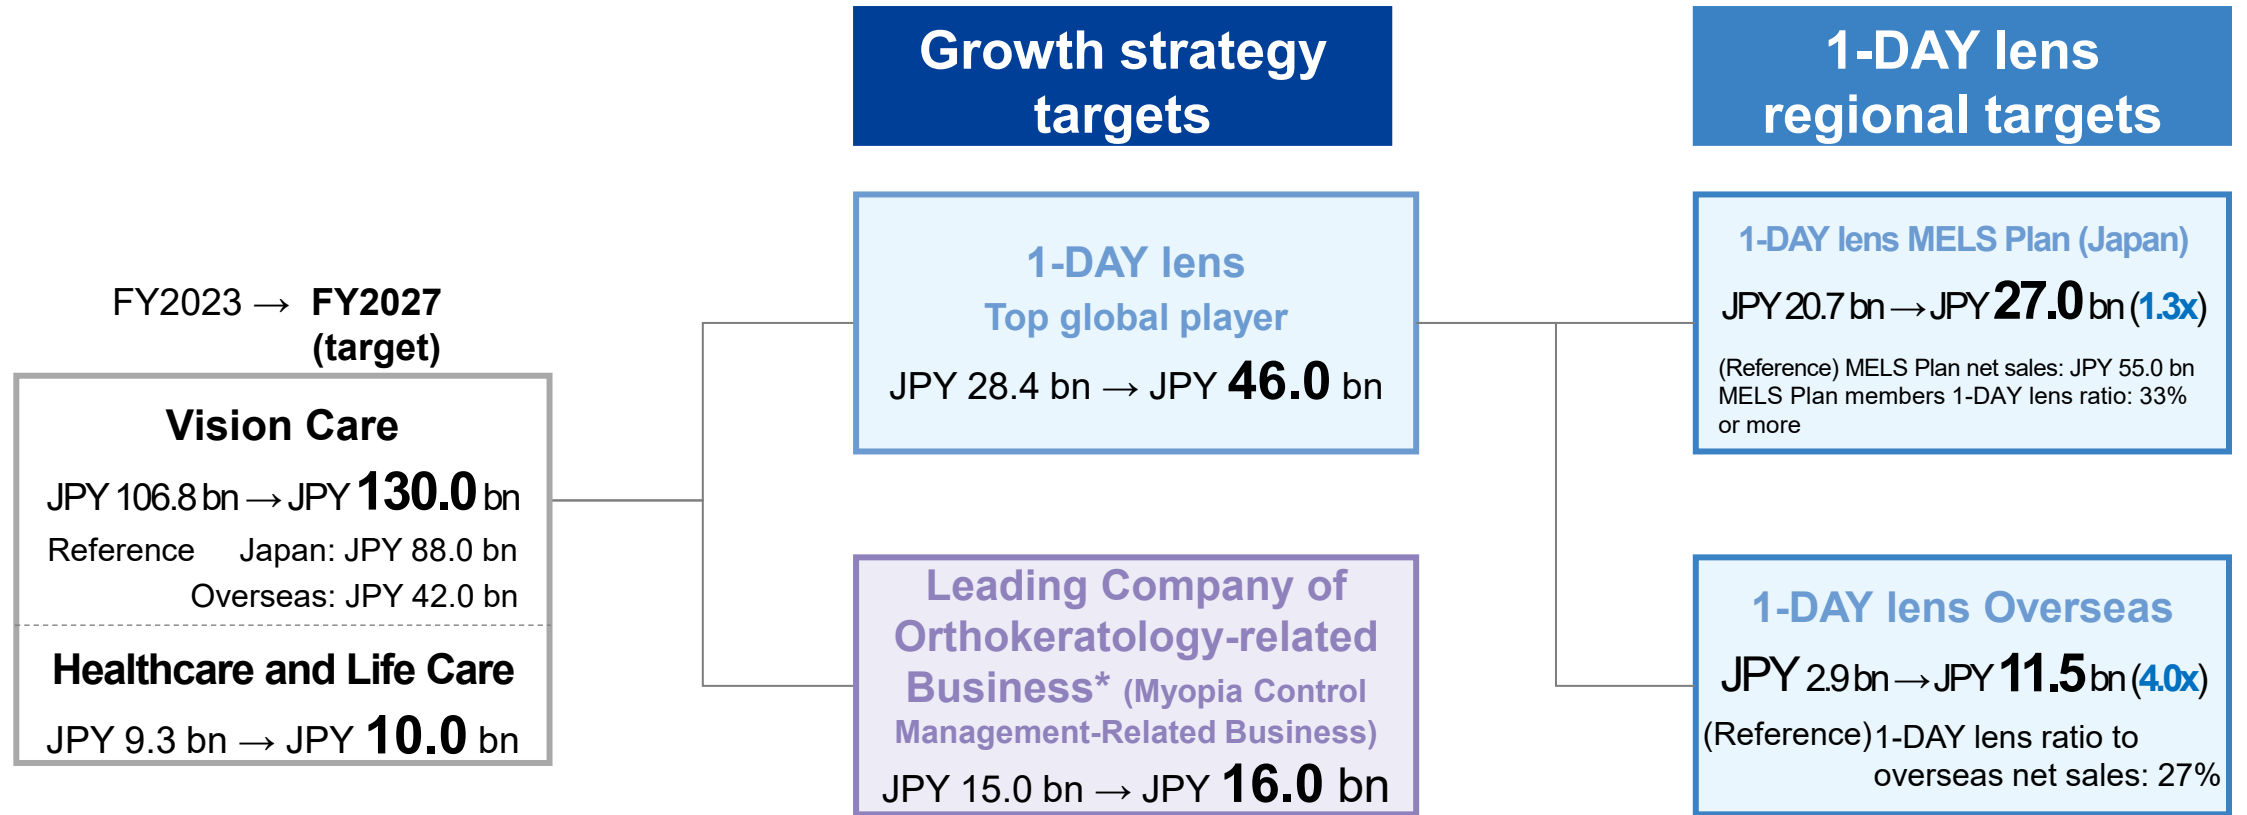 Growth strategy
targets
1-DAY lens
regional targets
FY2023 → FY2027
(target)
Vision Care
JPY 106.8 bn → JPY 130.0 bn
Reference Japan: JPY 88.0 bn
Overseas: JPY 42.0 bn
Healthcare and Life Care
JPY 9.3 bn → JPY 10.0 bn
1-DAY lens
Top global player
JPY 28.4 bn → JPY 46.0 bn
Leading Company of
Orthokeratology-related
Business* (Myopia Control
Management-Related Business)
JPY 15.0 bn → JPY 16.0 bn
1-DAY lens MELS Plan (Japan)
JPY 20.7 bn → JPY 27.0 bn (1.3x)
(Reference) MELS Plan net sales: JPY 55.0 bn
MELS Plan members 1-DAY lens ratio: 33%
or more
1-DAY lens Overseas
JPY 2.9 bn → JPY 11.5 bn (4.0x)
(Reference) 1-DAY lens ratio to
overseas net sales: 27%